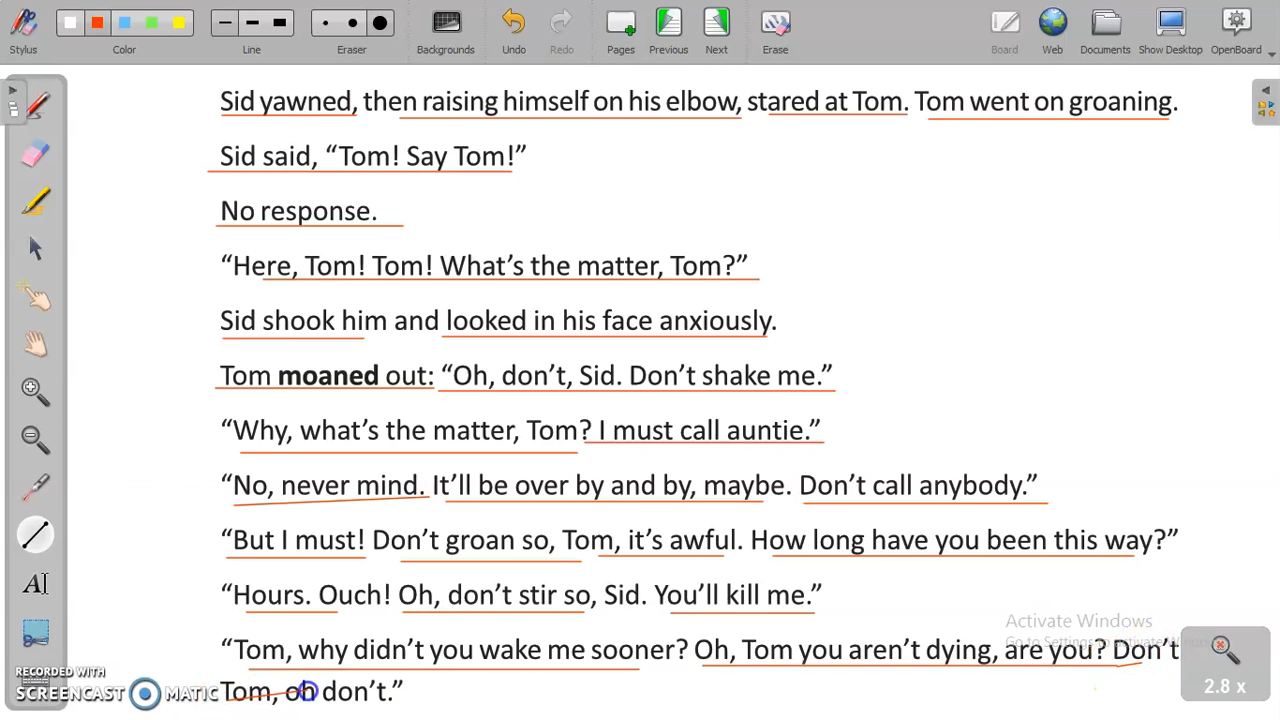 Stylus Color Line Eraser Backgrounds Undo Redo Pages Previous Next Erase Board Web Documents Show Desktop OpenBoard
Sid yawned, then raising himself on his elbow, stared at Tom. Tom went on groaning.
Sid said, “Tom! Say Tom!”
No response.
“Here, Tom! Tom! What’s the matter, Tom?”
Sid shook him and looked in his face anxiously.
Tom moaned out: “Oh, don’t, Sid. Don’t shake me.”
“Why, what’s the matter, Tom? I must call auntie.”
“No, never mind. It’ll be over by and by, maybe. Don’t call anybody.”
“But I must! Don’t groan so, Tom, it’s awful. How long have you been this way?”
“Hours. Ouch! Oh, don’t stir so, Sid. You’ll kill me.”
Activate Windows
Go to Settings to activate
“Tom, why didn’t you wake me sooner? Oh, Tom you aren’t dying, are you? Don’t
Tom, oh don’t.”
2.8 x
RECORDED WITH
SCREENCAST MATIC